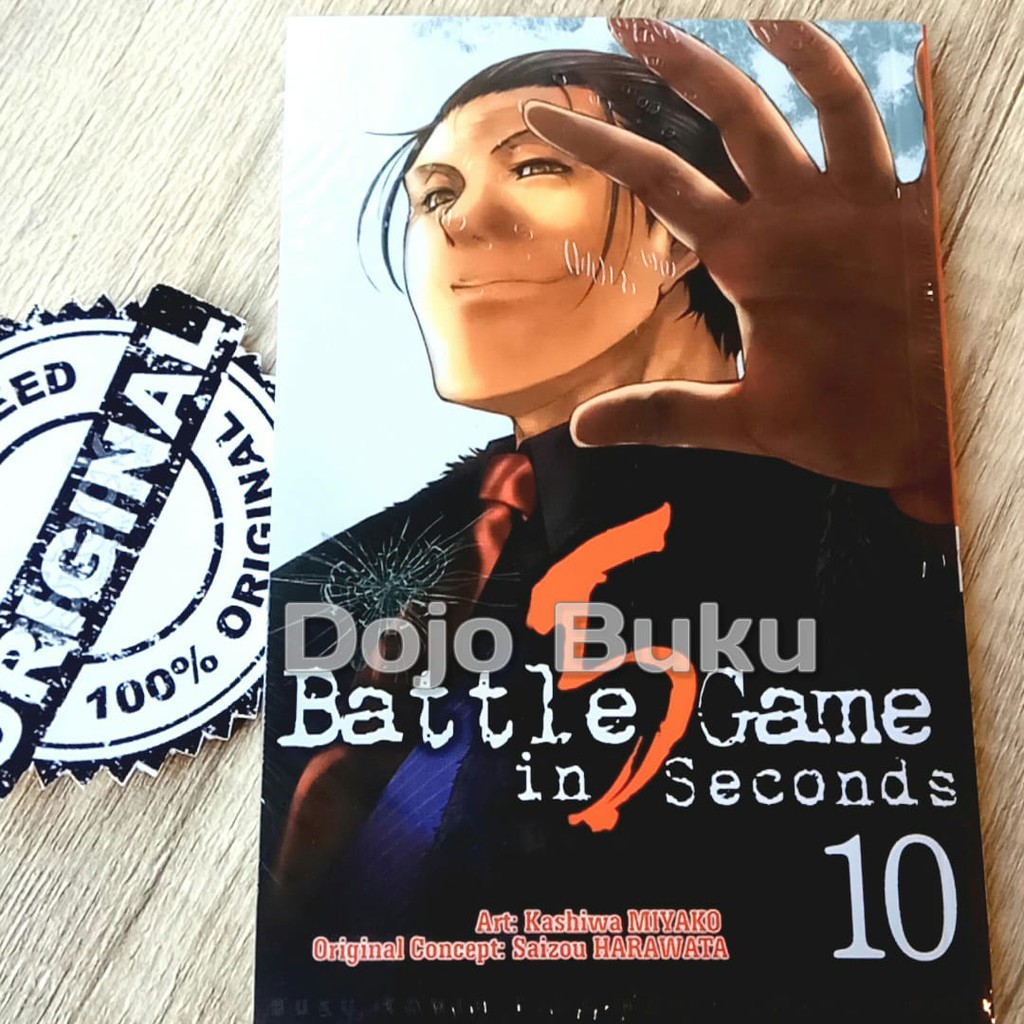 Dojo Buku
Battle Game
in 5 Seconds
10
Art: Kashiwa MIYAKO
Original Concept: Saizou HARAWATA
ORIGINAL
100% ORIGINAL